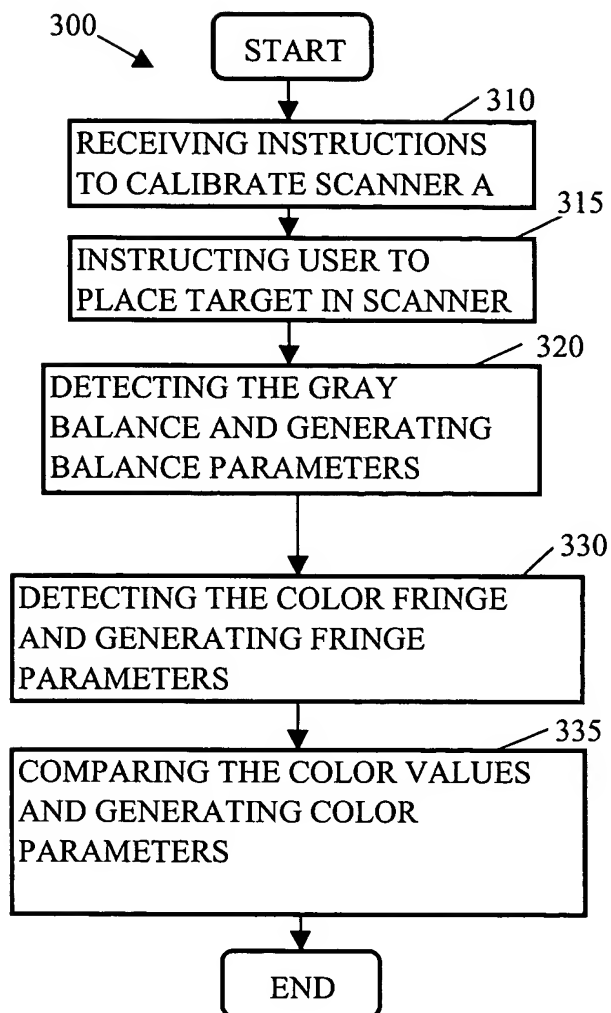 300
START
310
RECEIVING INSTRUCTIONS
TO CALIBRATE SCANNER A
315
INSTRUCTING USER TO
PLACE TARGET IN SCANNER
320
DETECTING THE GRAY
BALANCE AND GENERATING
BALANCE PARAMETERS
330
DETECTING THE COLOR FRINGE
AND GENERATING FRINGE
PARAMETERS
335
COMPARING THE COLOR VALUES
AND GENERATING COLOR
PARAMETERS
END